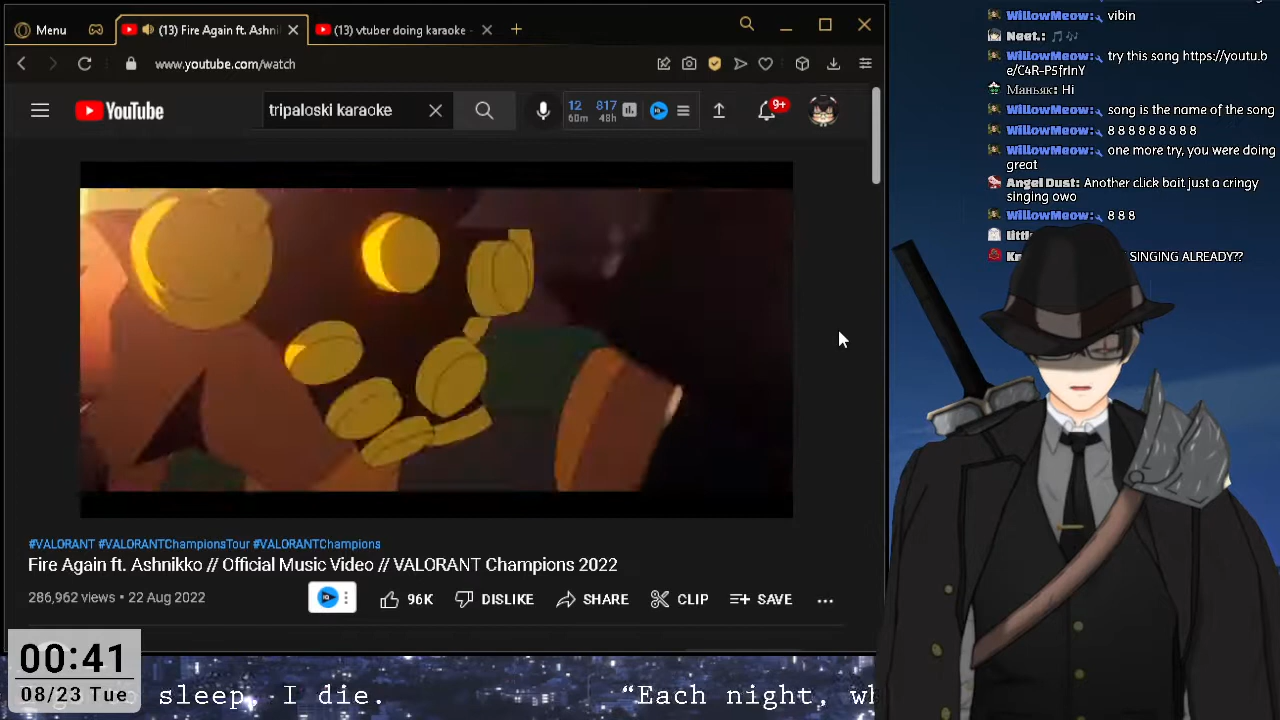 Menu
(13) Fire Again ft. Ashni
(13) vtuber doing karaoke -
www.youtube.com/watch
YouTube
tripaloski karaoke
12 817
60m 48h
9+
#VALORANT #VALORANTChampionsTour #VALORANTChampions
Fire Again ft. Ashnikko // Official Music Video // VALORANT Champions 2022
286,962 views • 22 Aug 2022
96K
DISLIKE
SHARE
CLIP
SAVE
00:41
08/23 Tue
sleep, I die.
“Each night, wh
WillowMeow: vibin
Neet.: 🎵🎶
WillowMeow: try this song https://youtu.b
e/C4R-P5frInY
Маньяк: Hi
WillowMeow: song is the name of the song
WillowMeow: 8 8 8 8 8 8 8 8 8
WillowMeow: one more try, you were doing
great
Angel Dust: Another click bait just a cringy
singing owo
WillowMeow: 8 8 8
Little
SINGING ALREADY??